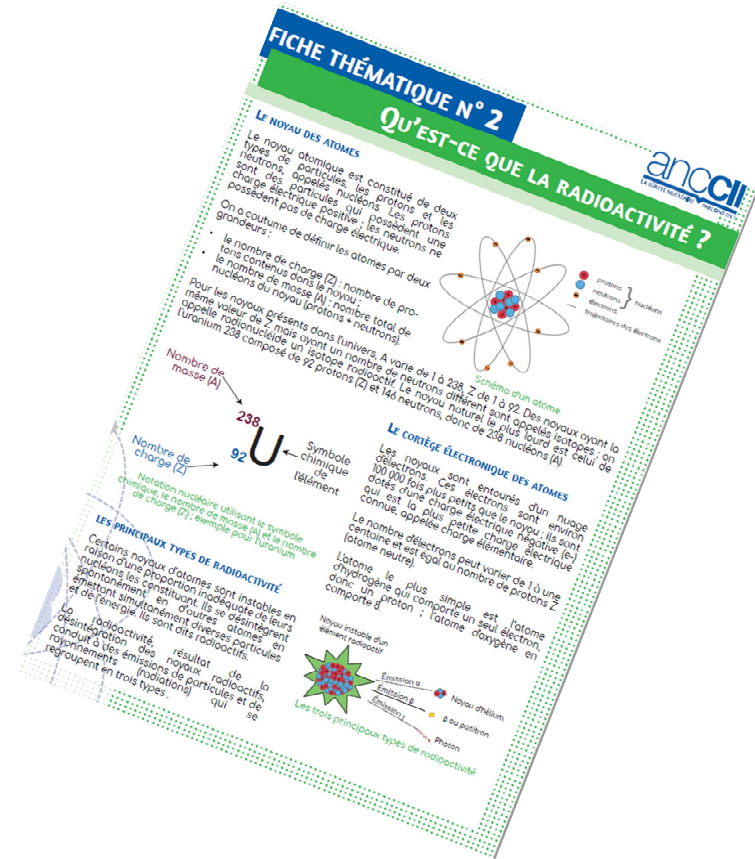 FICHE THÉMATIQUE N° 2
QU'EST-CE QUE LA RADIOACTIVITÉ ?
anccli
LA SÛRETÉ NUCLÉAIRE
LE NOYAU DES ATOMES
Le noyau atomique est constitué de deux
types de particules, les protons et les
neutrons, appelés nucléons. Les protons
sont des particules qui possèdent une
charge électrique positive ; les neutrons ne
possèdent pas de charge électrique.
On a coutume de définir les atomes par deux
grandeurs :
• le nombre de charge (Z) : nombre de pro-
tons contenus dans le noyau ;
• le nombre de masse (A) : nombre total de
nucléons du noyau (protons + neutrons).
protons
neutrons
nucléons
électrons
trajectoires des électrons
Schéma d'un atome
Pour les noyaux présents dans l'univers, A varie de 1 à 238, Z de 1 à 92. Des noyaux ayant la
même valeur de Z mais ayant un nombre de neutrons différent sont appelés isotopes ; on
appelle radionucléide un isotope radioactif. Le noyau naturel le plus lourd est celui de
l'uranium 238 composé de 92 protons (Z) et 146 neutrons, donc de 238 nucléons (A).
Nombre de
masse (A)
238
92
U
Nombre de
charge (Z)
Symbole
chimique
de
l'élément
Notation nucléaire utilisant le symbole
chimique, le nombre de masse (A) et le nombre
de charge (Z) ; exemple pour l'uranium
LES PRINCIPAUX TYPES DE RADIOACTIVITÉ
Certains noyaux d'atomes sont instables en
raison d'une proportion inadéquate de leurs
nucléons les constituant. Ils se désintègrent
spontanément en d'autres atomes en
émettant simultanément diverses particules
et de l'énergie. Ils sont dits radioactifs.
La radioactivité, résultat de la
désintégration des noyaux radioactifs,
conduit à des émissions de particules et de
rayonnements (radiations) qui se
regroupent en trois types.
LE CORTÈGE ÉLECTRONIQUE DES ATOMES
Les noyaux sont entourés d'un nuage
d'électrons. Ces électrons sont environ
100 000 fois plus petits que le noyau ; ils sont
dotés d'une charge électrique négative (e-)
qui est la plus petite charge électrique
connue, appelée charge élémentaire.
Le nombre d'électrons peut varier de 1 à une
centaine et est égal au nombre de protons Z
(atome neutre).
L'atome le plus simple est l'atome
d'hydrogène qui comporte un seul électron,
donc un proton ; l'atome d'oxygène en
comporte 8.
Noyau instable d'un
élément radioactif
Émission α
Émission β
Émission γ
Noyau d'hélium
β ou positron
Photon
Les trois principaux types de radioactivité